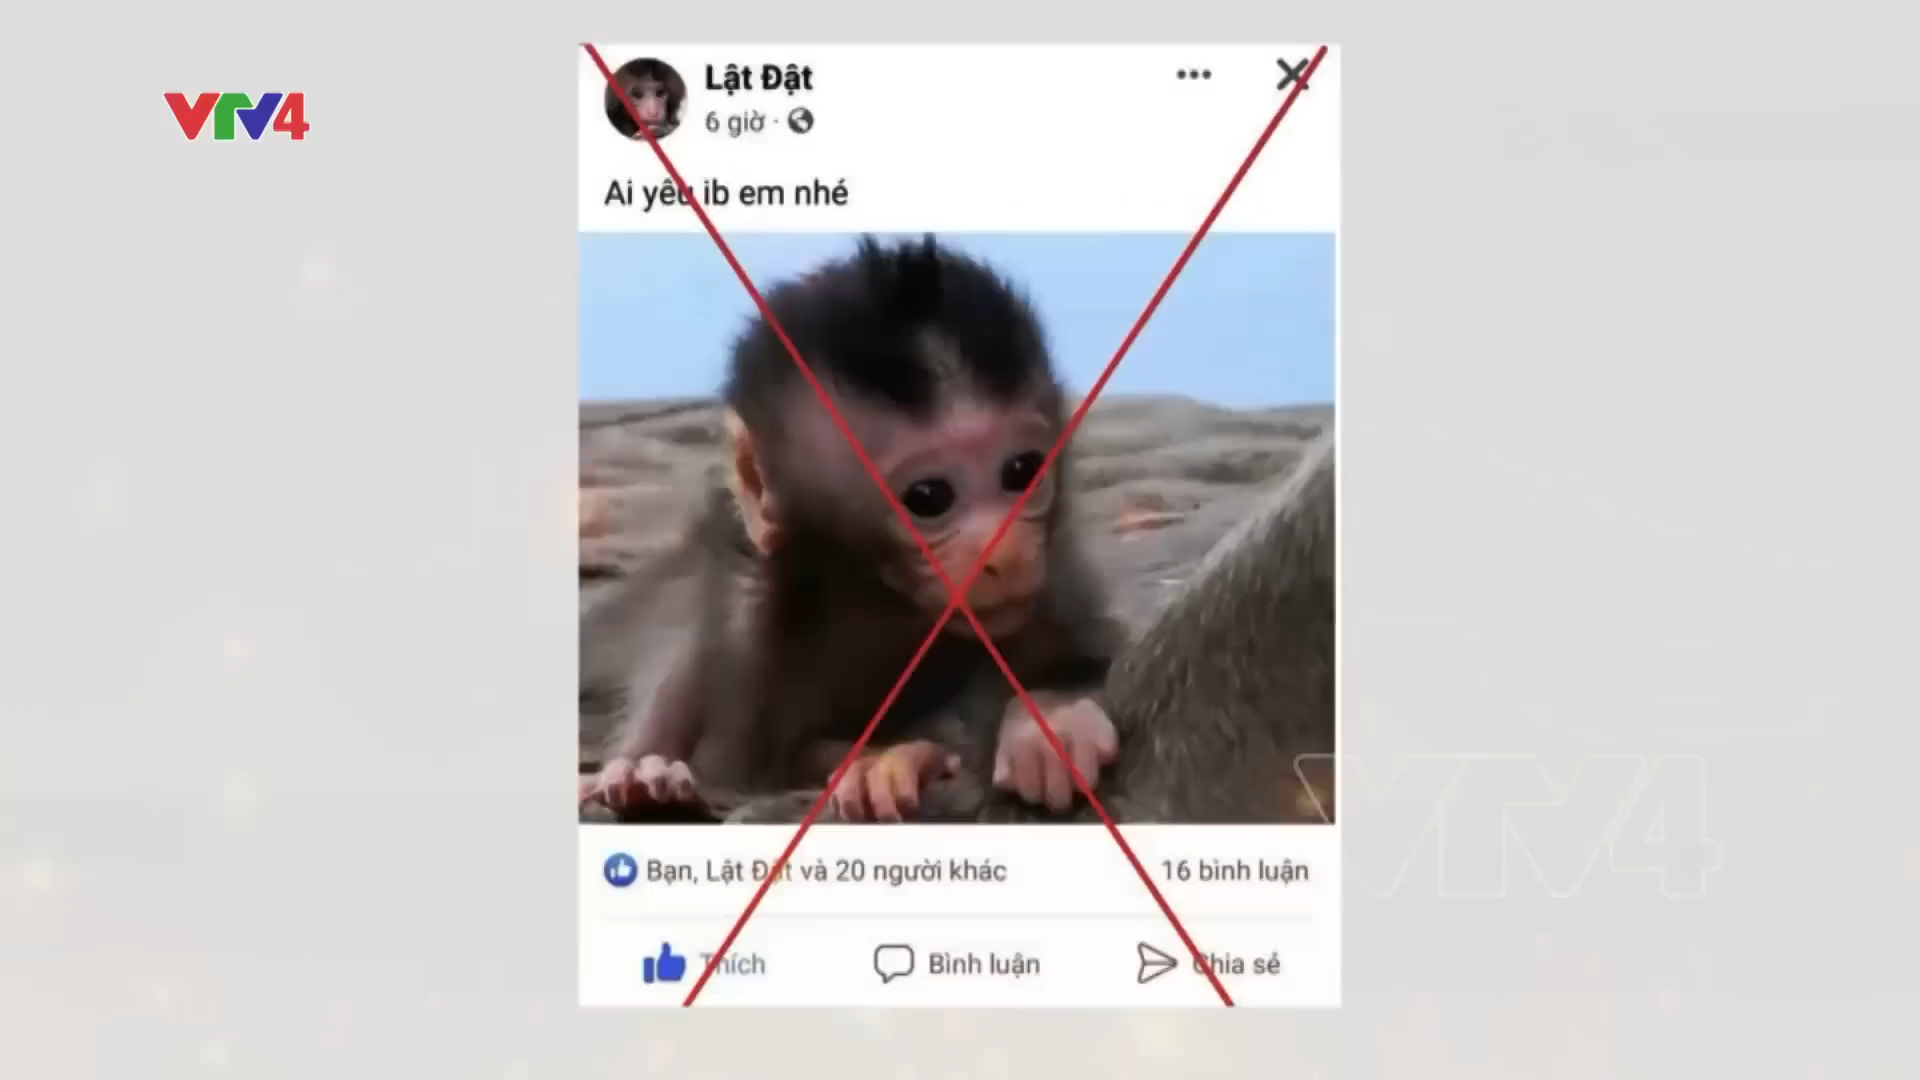 VTV4
Lật Đật
6 giờ ·
Ai yêu ib em nhé
Bạn, Lật Đật và 20 người khác
16 bình luận
Thích
Bình luận
Chia sẻ
VTV4